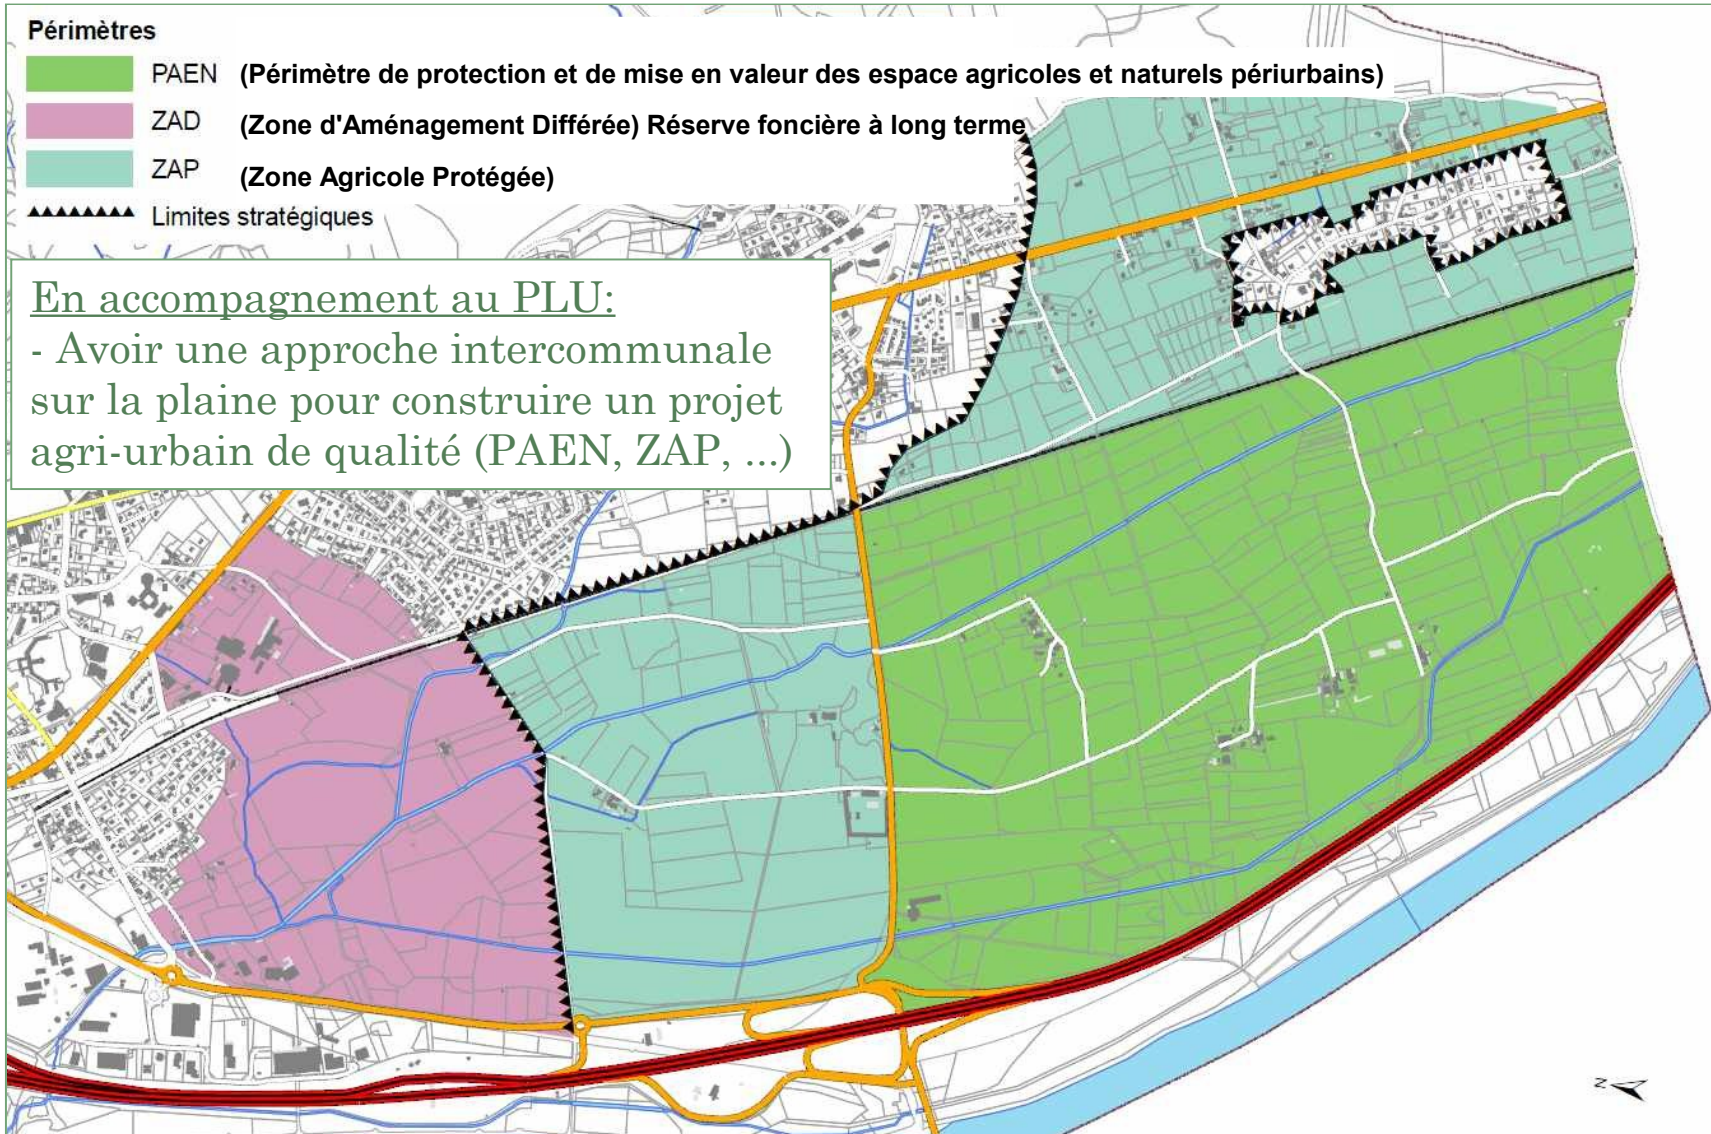 Périmètres
PAEN (Périmètre de protection et de mise en valeur des espace agricoles et naturels périurbains)
ZAD (Zone d'Aménagement Différée) Réserve foncière à long terme
ZAP (Zone Agricole Protégée)
Limites stratégiques
En accompagnement au PLU:
- Avoir une approche intercommunale
sur la plaine pour construire un projet
agri-urbain de qualité (PAEN, ZAP, ...)
N